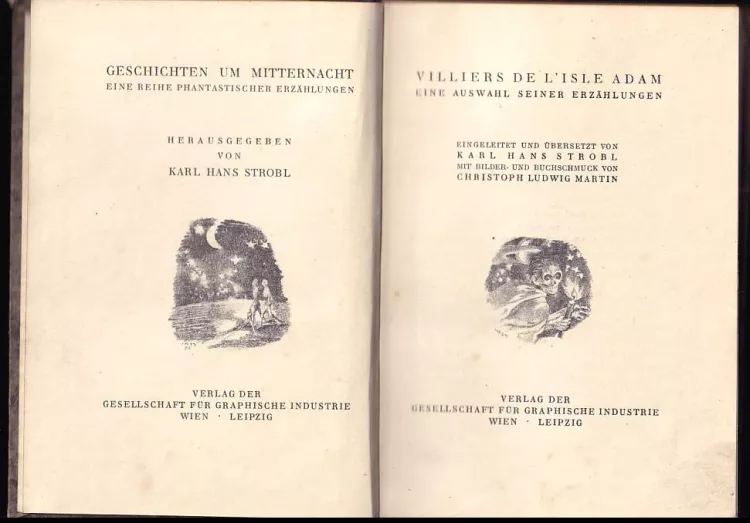 GESCHICHTEN UM MITTERNACHT
EINE REIHE PHANTASTISCHER ERZÄHLUNGEN
HERAUSGEGEBEN
VON
KARL HANS STROBL
VERLAG DER
GESELLSCHAFT FÜR GRAPHISCHE INDUSTRIE
WIEN · LEIPZIG
VILLIERS DE L'ISLE ADAM
EINE AUSWAHL SEINER ERZÄHLUNGEN
EINGELEITET UND ÜBERSETZT VON
KARL HANS STROBL
MIT BILDER- UND BUCHSCHMUCK VON
CHRISTOPH LUDWIG MARTIN
VERLAG DER
GESELLSCHAFT FÜR GRAPHISCHE INDUSTRIE
WIEN · LEIPZIG